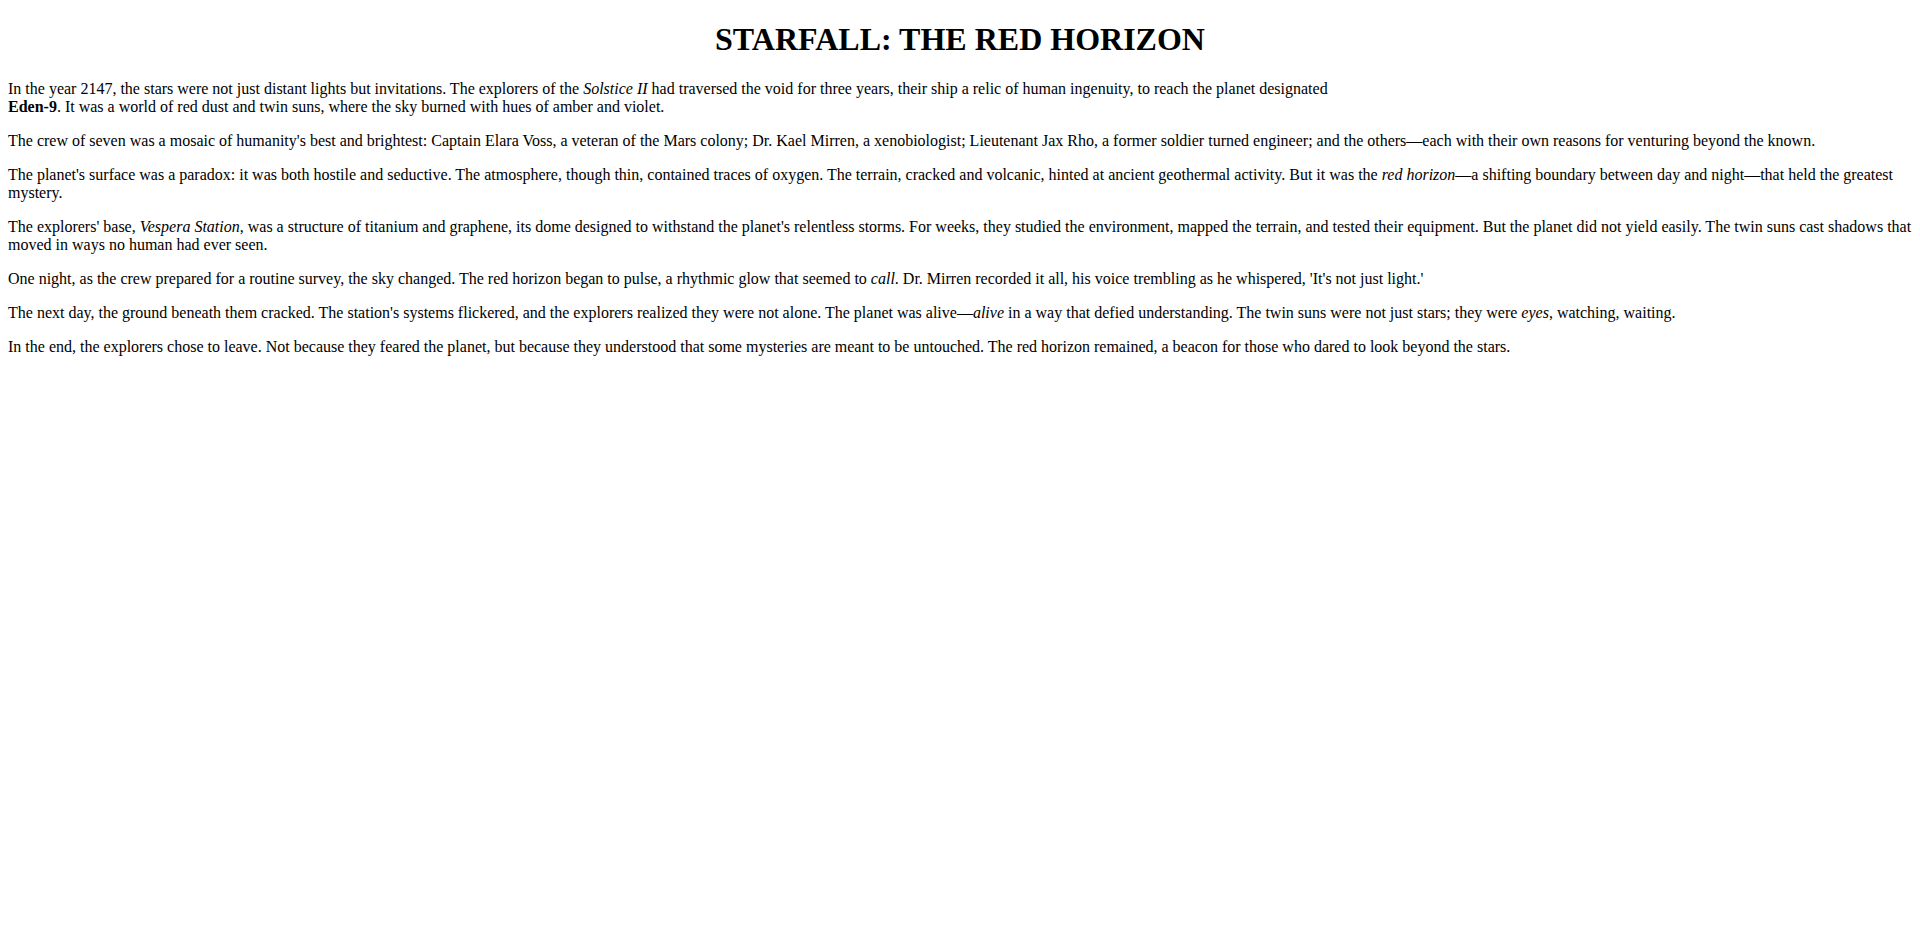 STARFALL: THE RED HORIZON
In the year 2147, the stars were not just distant lights but invitations. The explorers of the Solstice II had traversed the void for three years, their ship a relic of human ingenuity, to reach the planet designated
Eden-9. It was a world of red dust and twin suns, where the sky burned with hues of amber and violet.
The crew of seven was a mosaic of humanity's best and brightest: Captain Elara Voss, a veteran of the Mars colony; Dr. Kael Mirren, a xenobiologist; Lieutenant Jax Rho, a former soldier turned engineer; and the others—each with their own reasons for venturing beyond the known.
The planet's surface was a paradox: it was both hostile and seductive. The atmosphere, though thin, contained traces of oxygen. The terrain, cracked and volcanic, hinted at ancient geothermal activity. But it was the red horizon—a shifting boundary between day and night—that held the greatest
mystery.
The explorers' base, Vespera Station, was a structure of titanium and graphene, its dome designed to withstand the planet's relentless storms. For weeks, they studied the environment, mapped the terrain, and tested their equipment. But the planet did not yield easily. The twin suns cast shadows that
moved in ways no human had ever seen.
One night, as the crew prepared for a routine survey, the sky changed. The red horizon began to pulse, a rhythmic glow that seemed to call. Dr. Mirren recorded it all, his voice trembling as he whispered, 'It's not just light.'
The next day, the ground beneath them cracked. The station's systems flickered, and the explorers realized they were not alone. The planet was alive—alive in a way that defied understanding. The twin suns were not just stars; they were eyes, watching, waiting.
In the end, the explorers chose to leave. Not because they feared the planet, but because they understood that some mysteries are meant to be untouched. The red horizon remained, a beacon for those who dared to look beyond the stars.